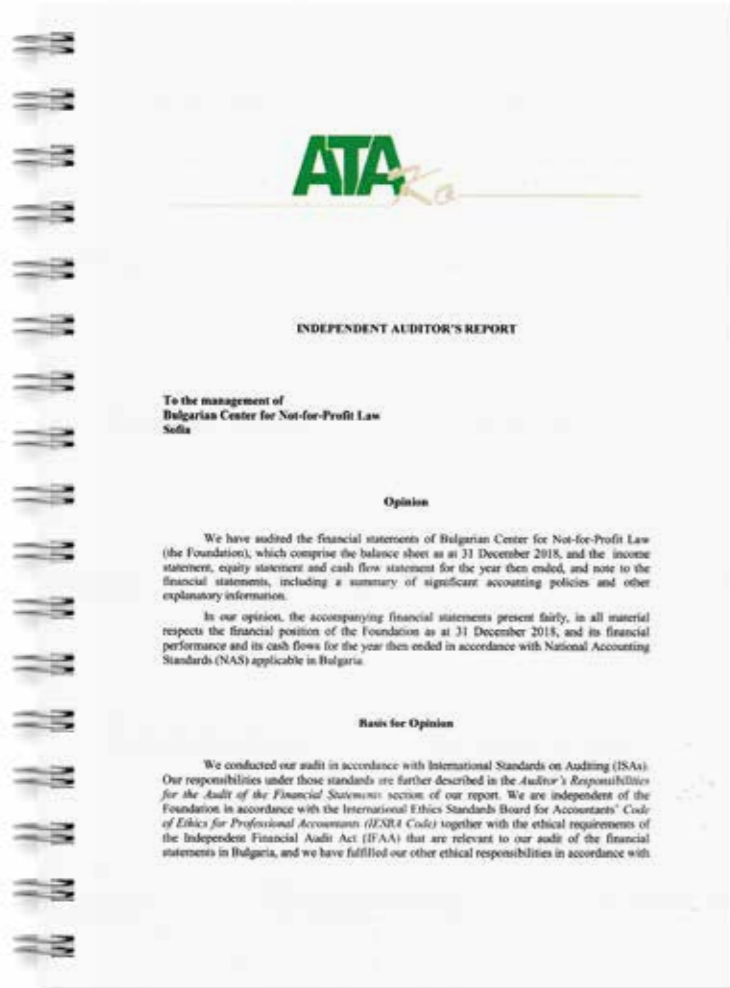 ATA
INDEPENDENT AUDITOR'S REPORT
To the management of
Bulgarian Center for Not-for-Profit Law
Sofia
Opinion
We have audited the financial statements of Bulgarian Center for Not-for-Profit Law
(the Foundation), which comprise the balance sheet as at 31 December 2018, and the income
statement, equity statement and cash flow statement for the year then ended, and note to the
financial statements, including a summary of significant accounting policies and other
explanatory information.
In our opinion, the accompanying financial statements present fairly, in all material
respects the financial position of the Foundation as at 31 December 2018, and its financial
performance and its cash flows for the year then ended in accordance with National Accounting
Standards (NAS) applicable in Bulgaria.
Basis for Opinion
We conducted our audit in accordance with International Standards on Auditing (ISAs).
Our responsibilities under those standards are further described in the Auditor's Responsibilities
for the Audit of the Financial Statements section of our report. We are independent of the
Foundation in accordance with the International Ethics Standards Board for Accountants' Code
of Ethics for Professional Accountants (IESBA Code) together with the ethical requirements of
the Independent Financial Audit Act (IFAA) that are relevant to our audit of the financial
statements in Bulgaria, and we have fulfilled our other ethical responsibilities in accordance with